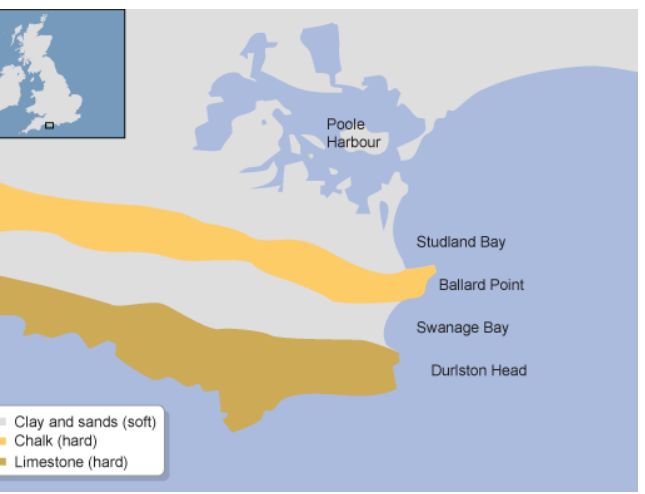 Poole
Harbour
Studland Bay
Ballard Point
Swanage Bay
Durlston Head
Clay and sands (soft)
Chalk (hard)
Limestone (hard)